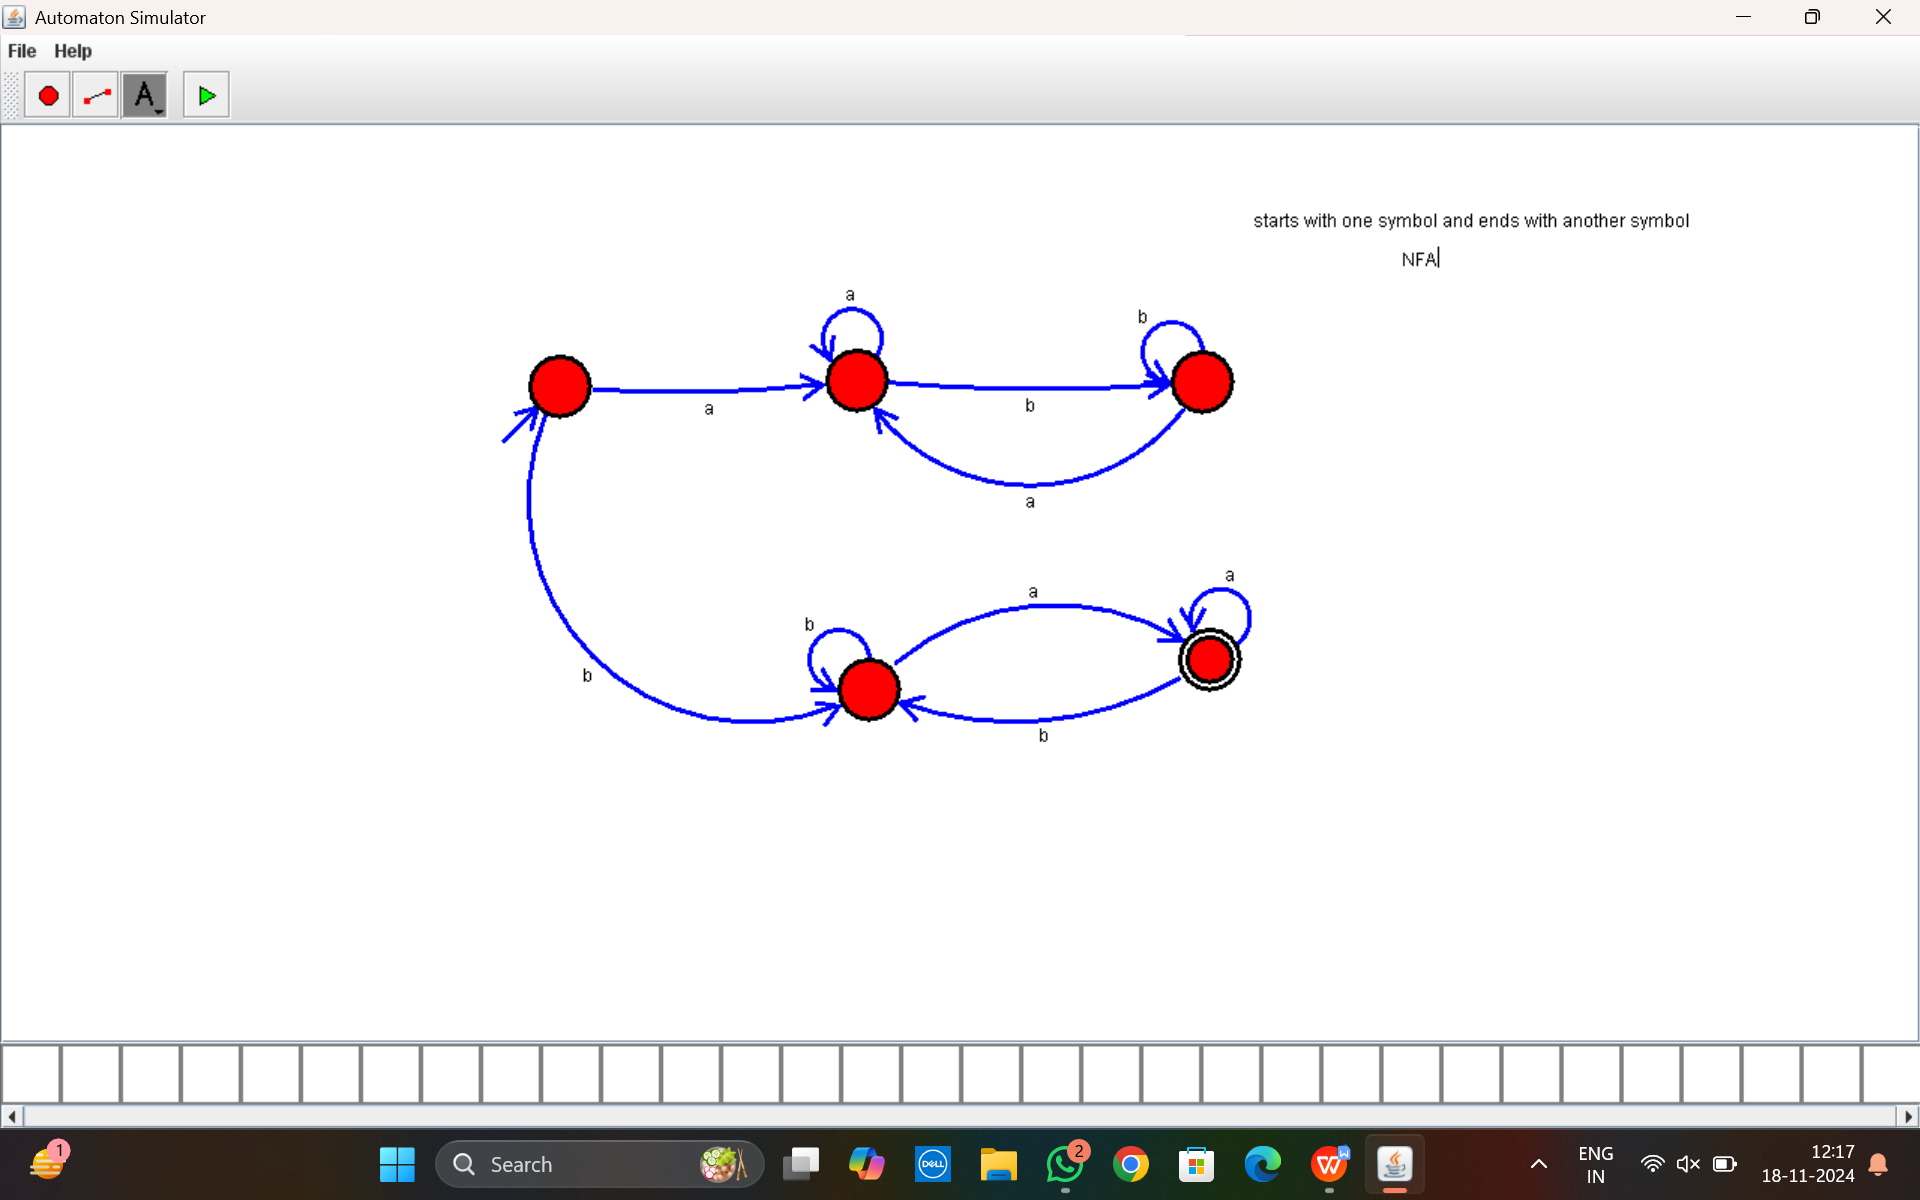 Automaton Simulator
File Help
A
starts with one symbol and ends with another symbol
NFA
a
b
a
b
a
a
a
b
b
b
1
Search
DELL
2
W
W
ENG
IN
12:17
18-11-2024